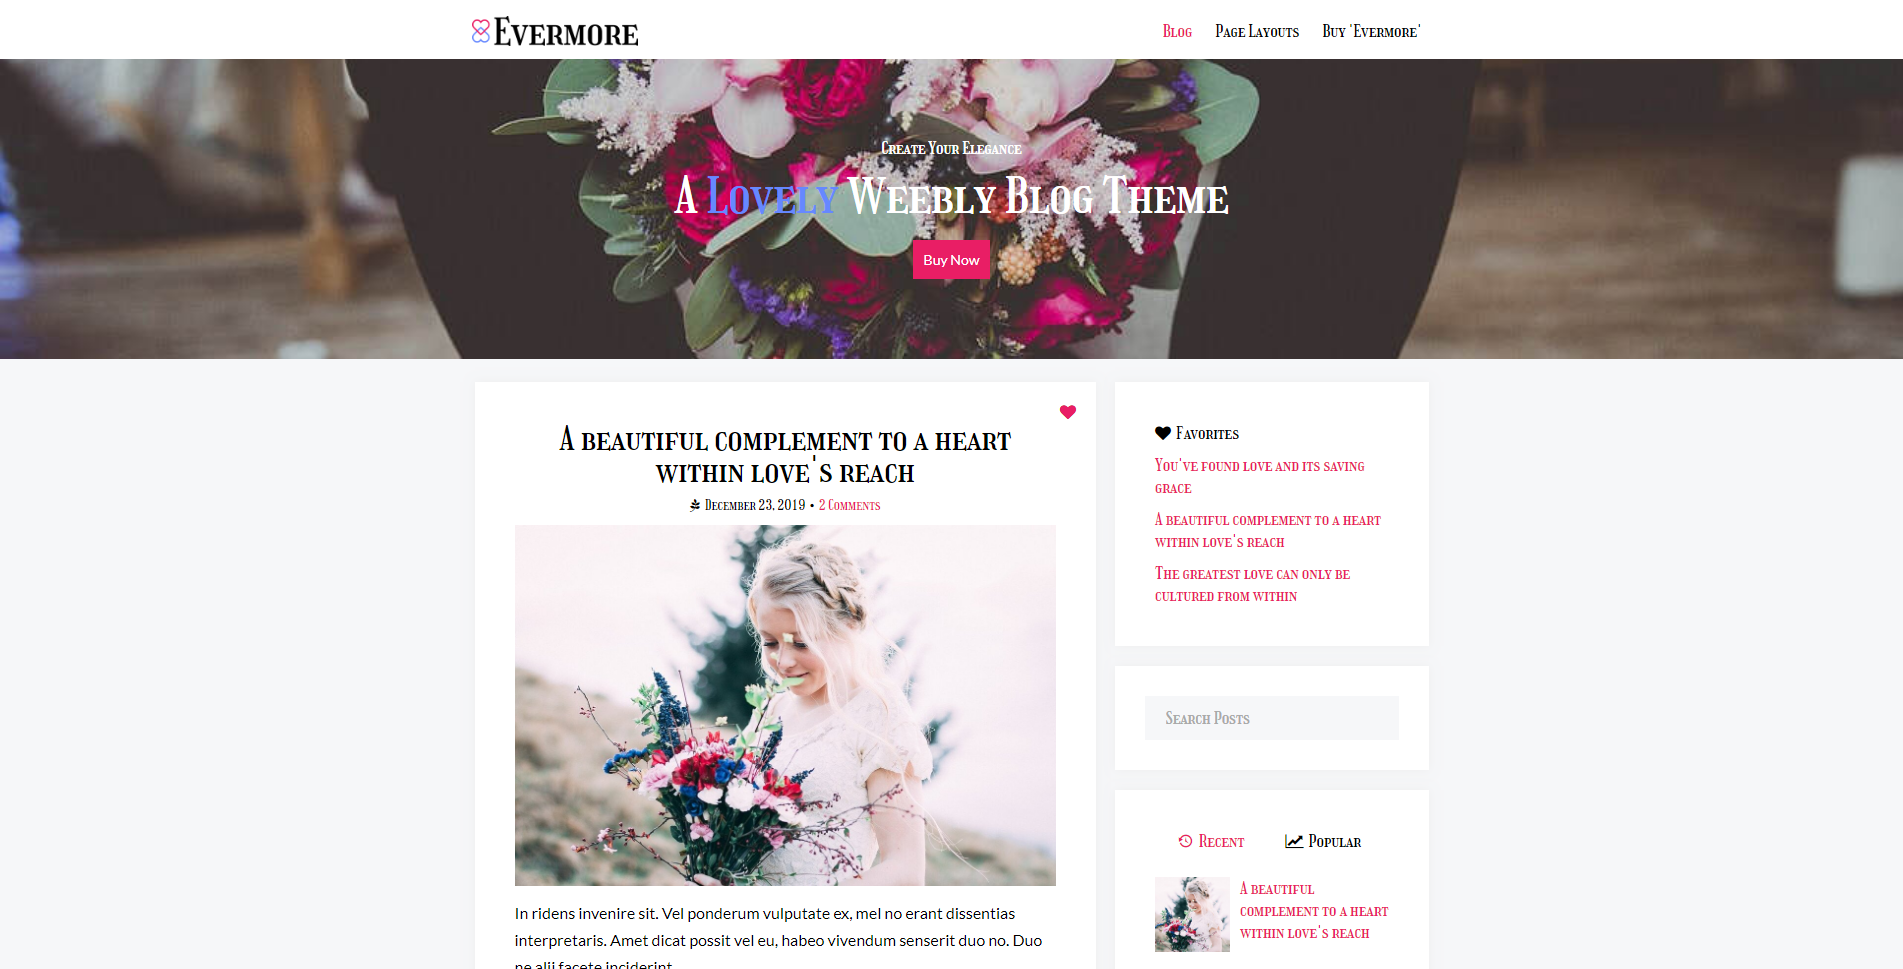 Evermore
Blog
Page Layouts
Buy 'Evermore'
Create Your Elegance
A Lovely Weebly Blog Theme
Buy Now
A beautiful complement to a heart
within love's reach
December 23, 2019 • 2 Comments
In ridens invenire sit. Vel ponderum vulputate ex, mel no erant dissentias
interpretaris. Amet dicat possit vel eu, habeo vivendum senserit duo no. Duo
ne alii facete inciderint
Favorites
You've found love and its saving
grace
A beautiful complement to a heart
within love's reach
The greatest love can only be
cultured from within
Search Posts
Recent
Popular
A beautiful
complement to a heart
within love's reach